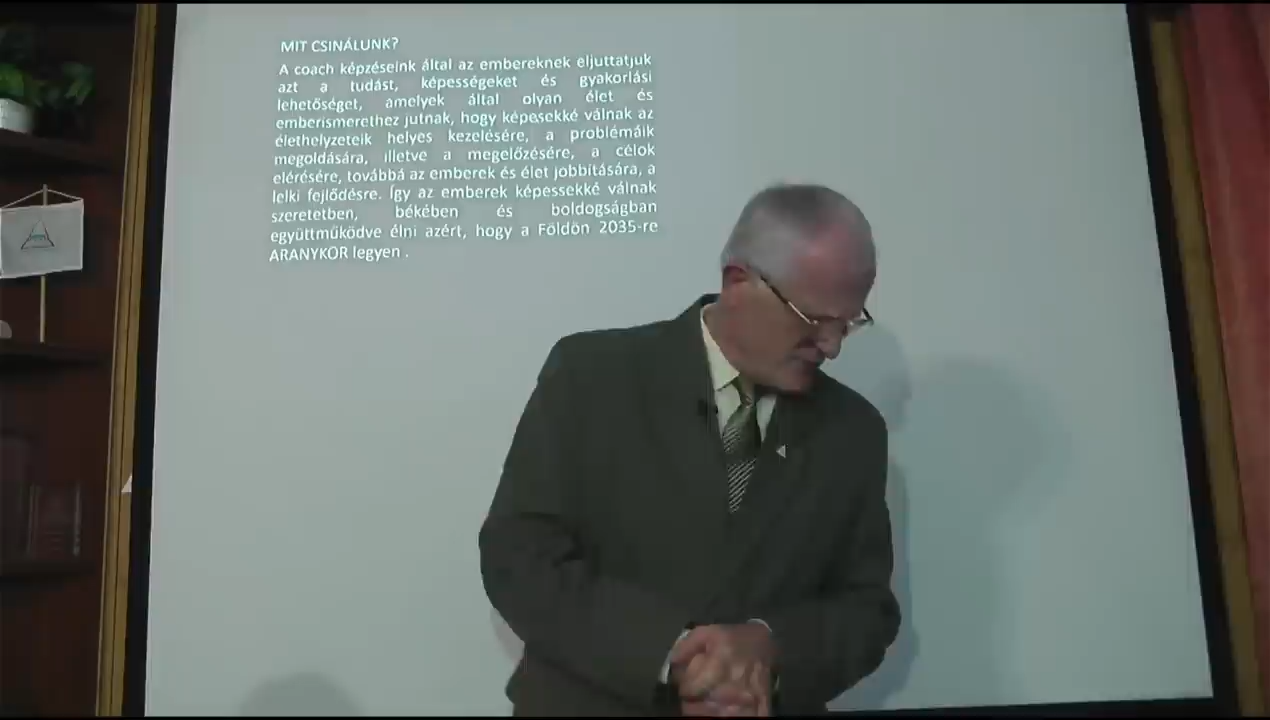 MIT CSINÁLUNK?
A coach képzéseink által az embereknek eljuttatjuk
azt a tudást, képességeket és gyakorlási
lehetőséget, amelyek által olyan élet és
emberismerethez jutnak, hogy képesekké válnak az
élethelyzeteik helyes kezelésére, a problémáik
megoldására, illetve a megelőzésére, a célok
elérésére, továbbá az emberek és élet jobbítására, a
lelki fejlődésre. Így az emberek képessekké válnak
szeretetben, békében és boldogságban
együttműködve élni azért, hogy a Földön 2035-re
ARANYKOR legyen .